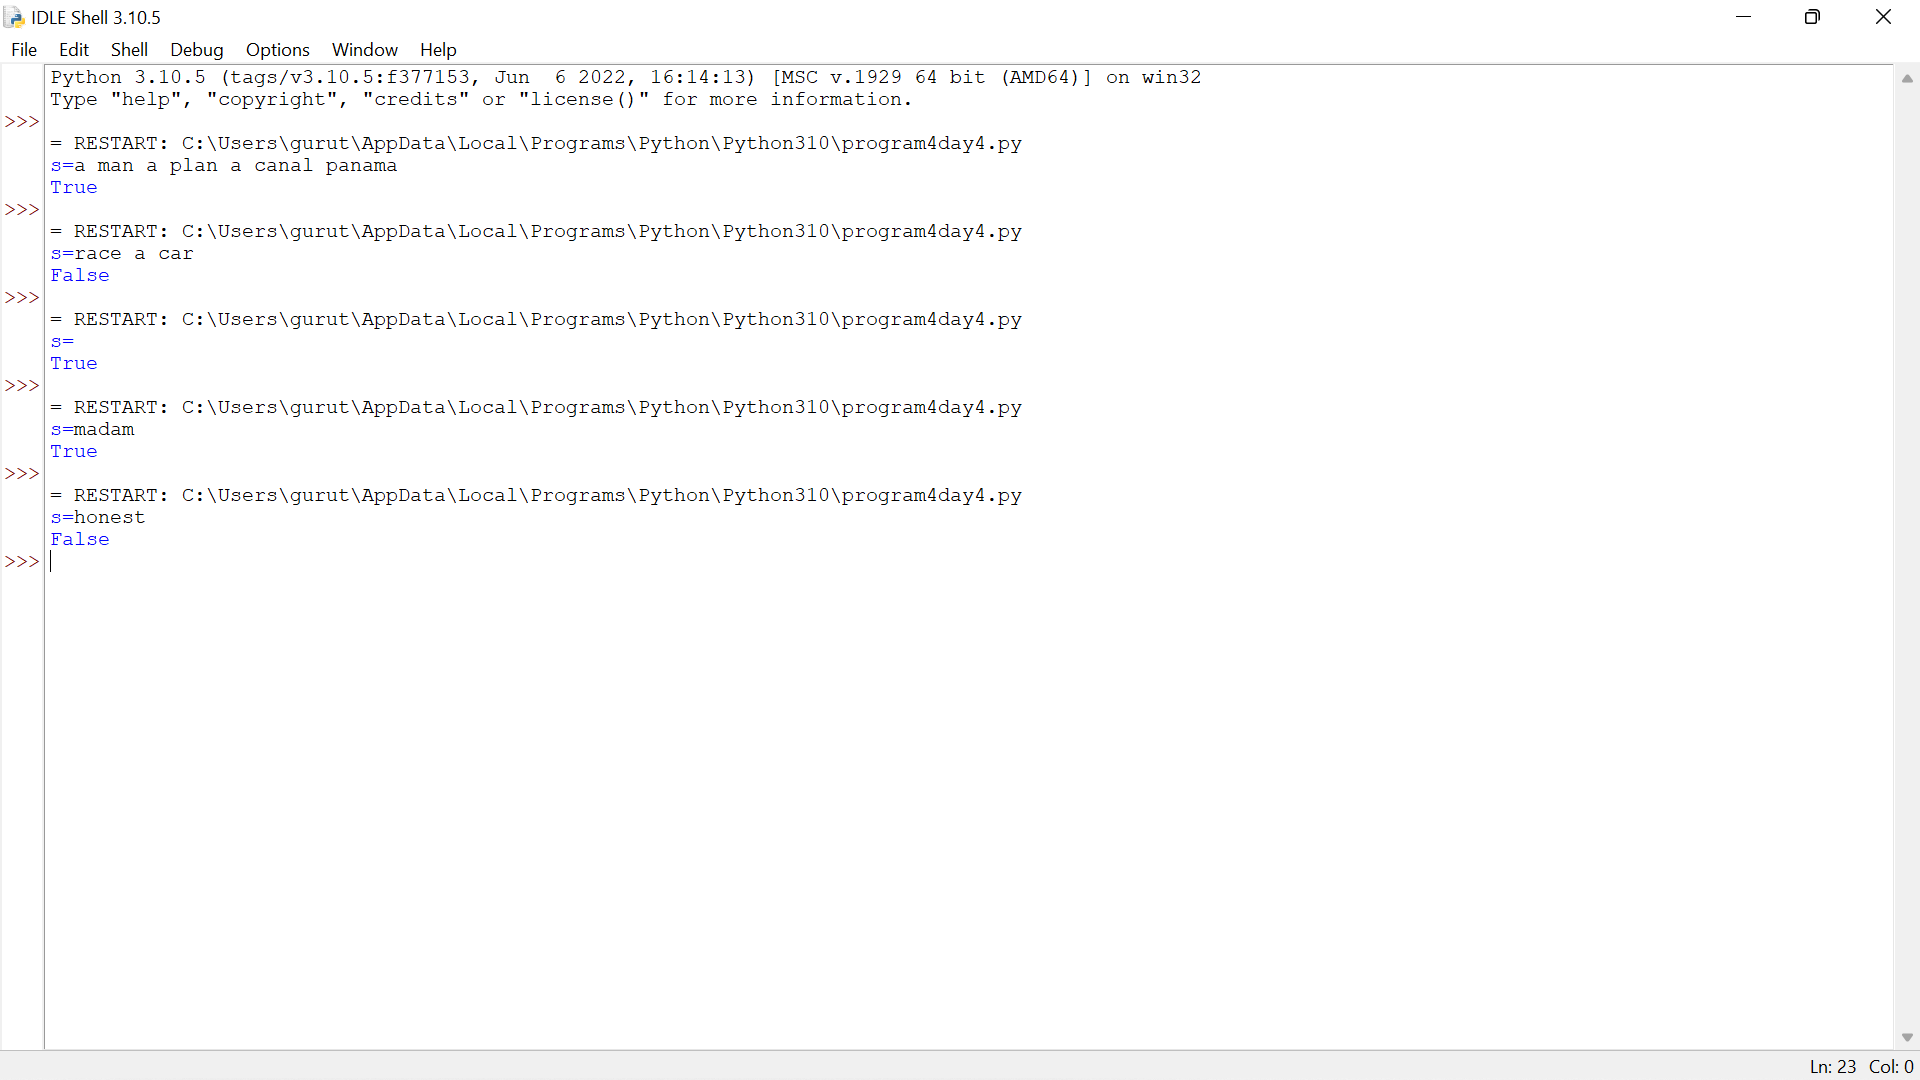 IDLE Shell 3.10.5
File Edit Shell Debug Options Window Help
Python 3.10.5 (tags/v3.10.5:f377153, Jun  6 2022, 16:14:13) [MSC v.1929 64 bit (AMD64)] on win32
Type "help", "copyright", "credits" or "license()" for more information.
>>>
= RESTART: C:\Users\gurut\AppData\Local\Programs\Python\Python310\program4day4.py
s=a man a plan a canal panama
True
>>>
= RESTART: C:\Users\gurut\AppData\Local\Programs\Python\Python310\program4day4.py
s=race a car
False
>>>
= RESTART: C:\Users\gurut\AppData\Local\Programs\Python\Python310\program4day4.py
s=
True
>>>
= RESTART: C:\Users\gurut\AppData\Local\Programs\Python\Python310\program4day4.py
s=madam
True
>>>
= RESTART: C:\Users\gurut\AppData\Local\Programs\Python\Python310\program4day4.py
s=honest
False
>>>
Ln: 23 Col: 0